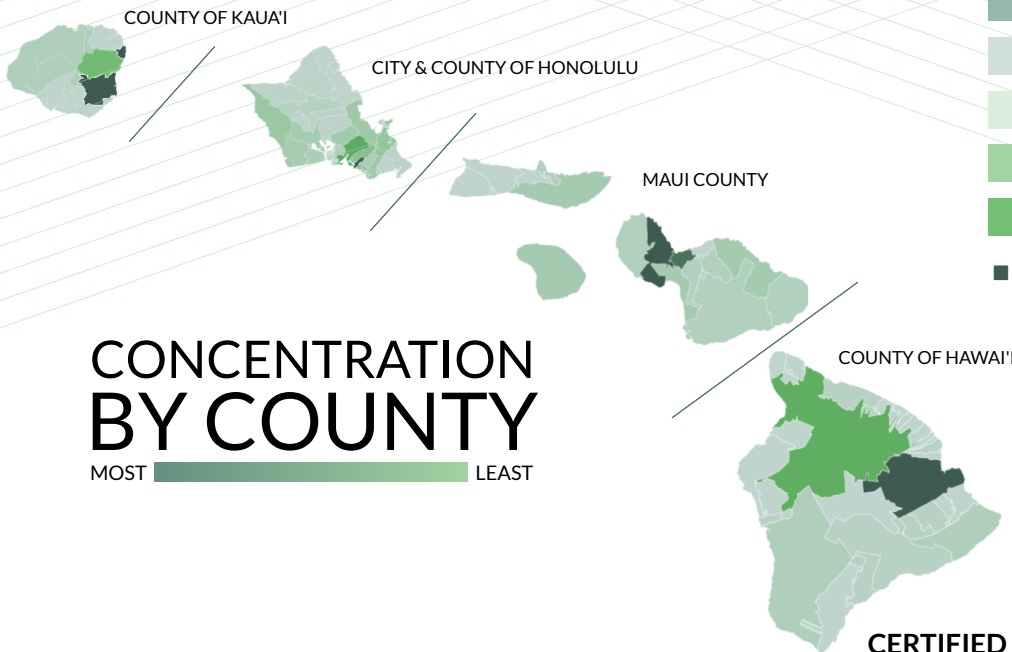 COUNTY OF KAUA'I
CITY & COUNTY OF HONOLULU
MAUI COUNTY
COUNTY OF HAWAI'I
CONCENTRATION
BY COUNTY
MOST LEAST
CERTIFIED